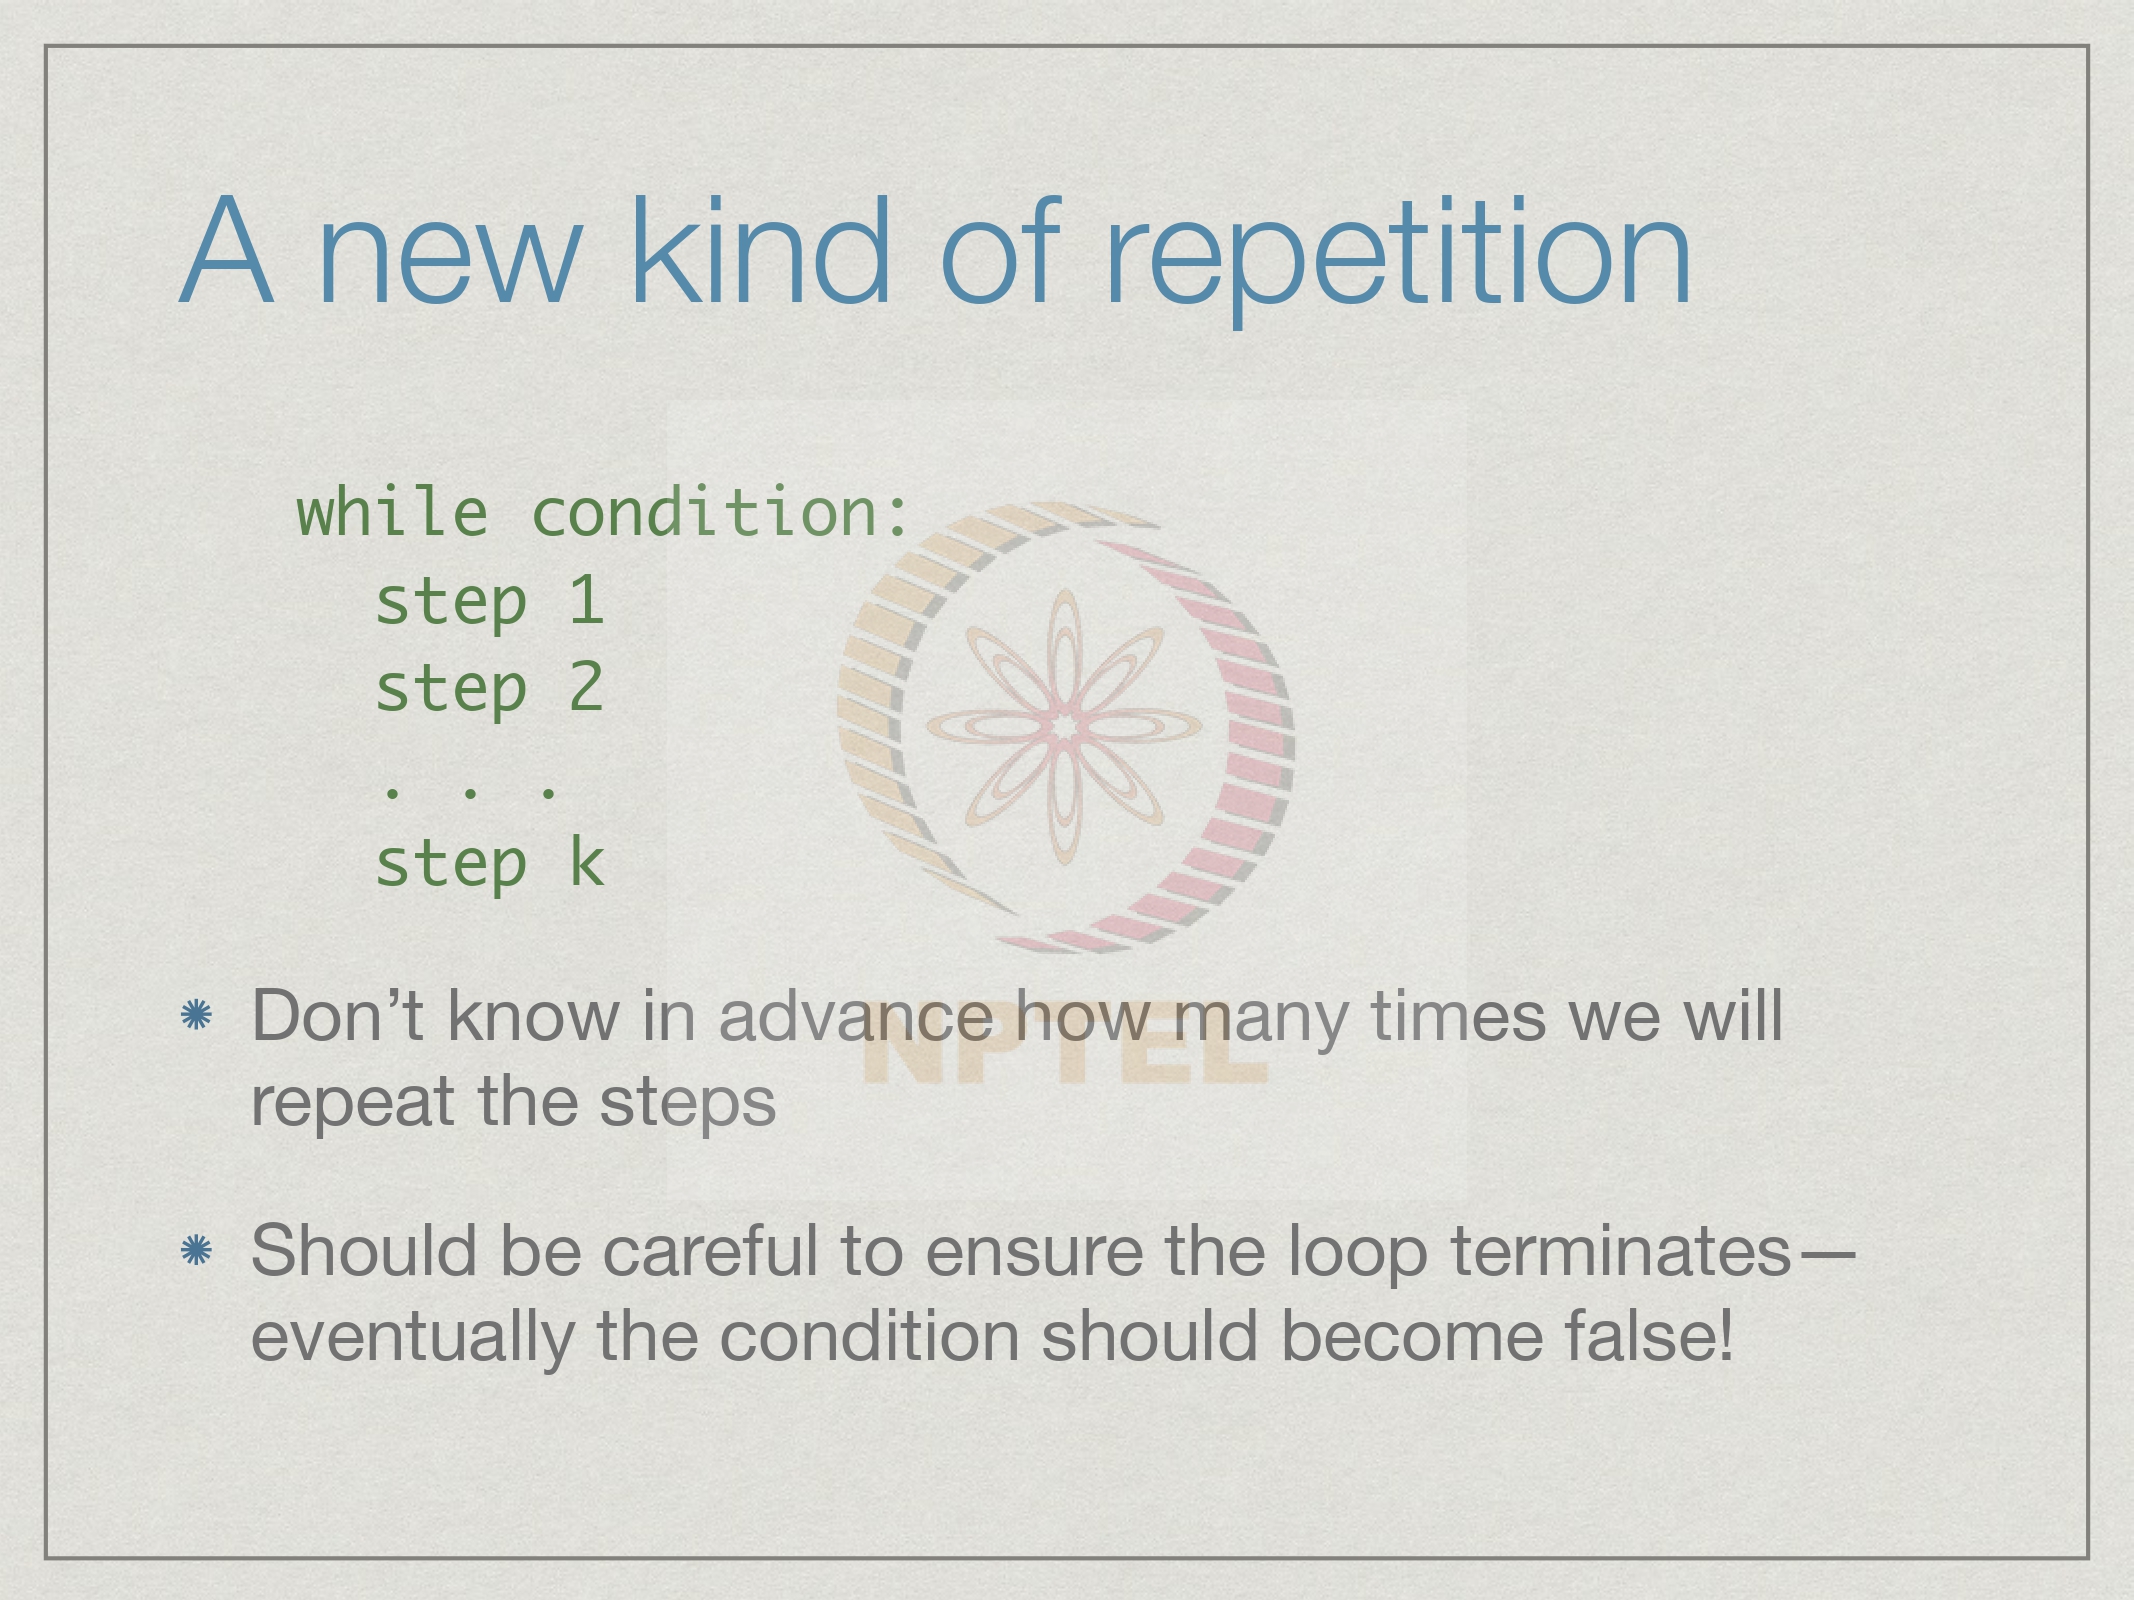 A new kind of repetition
while condition:
step 1
step 2
. . .
step k
Don’t know in advance how many times we will
repeat the steps
NPTEL
Should be careful to ensure the loop terminates—
eventually the condition should become false!